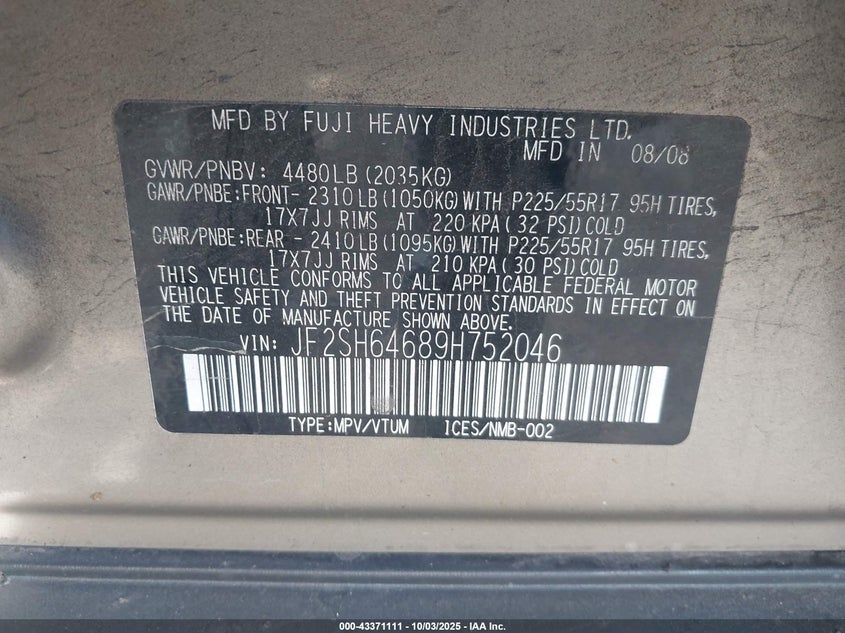 MFD BY FUJI HEAVY INDUSTRIES LTD.
MFD IN 08/08
GVWR/PNBV: 4480LB(2035KG)
GAWR/PNBE:FRONT- 2310LB(1050KG)WITH P225/55R17 95H TIRES,
17X7JJ RIMS AT 220 KPA(32 PSI)COLD
GAWR/PNBE:REAR - 2410LB(1095KG)WITH P225/55R17 95H TIRES,
17X7JJ RIMS AT 210 KPA(30 PSI)COLD
THIS VEHICLE CONFORMS TO ALL APPLICABLE FEDERAL MOTOR
VEHICLE SAFETY AND THEFT PREVENTION STANDARDS IN EFFECT ON
THE DATE OF MANUFACTURE SHOWN ABOVE.
VIN: JF2SH64689H752046
TYPE:MPV/VTUM ICES/NMB-002
000-43371111 - 10/03/2025 - IAA Inc.